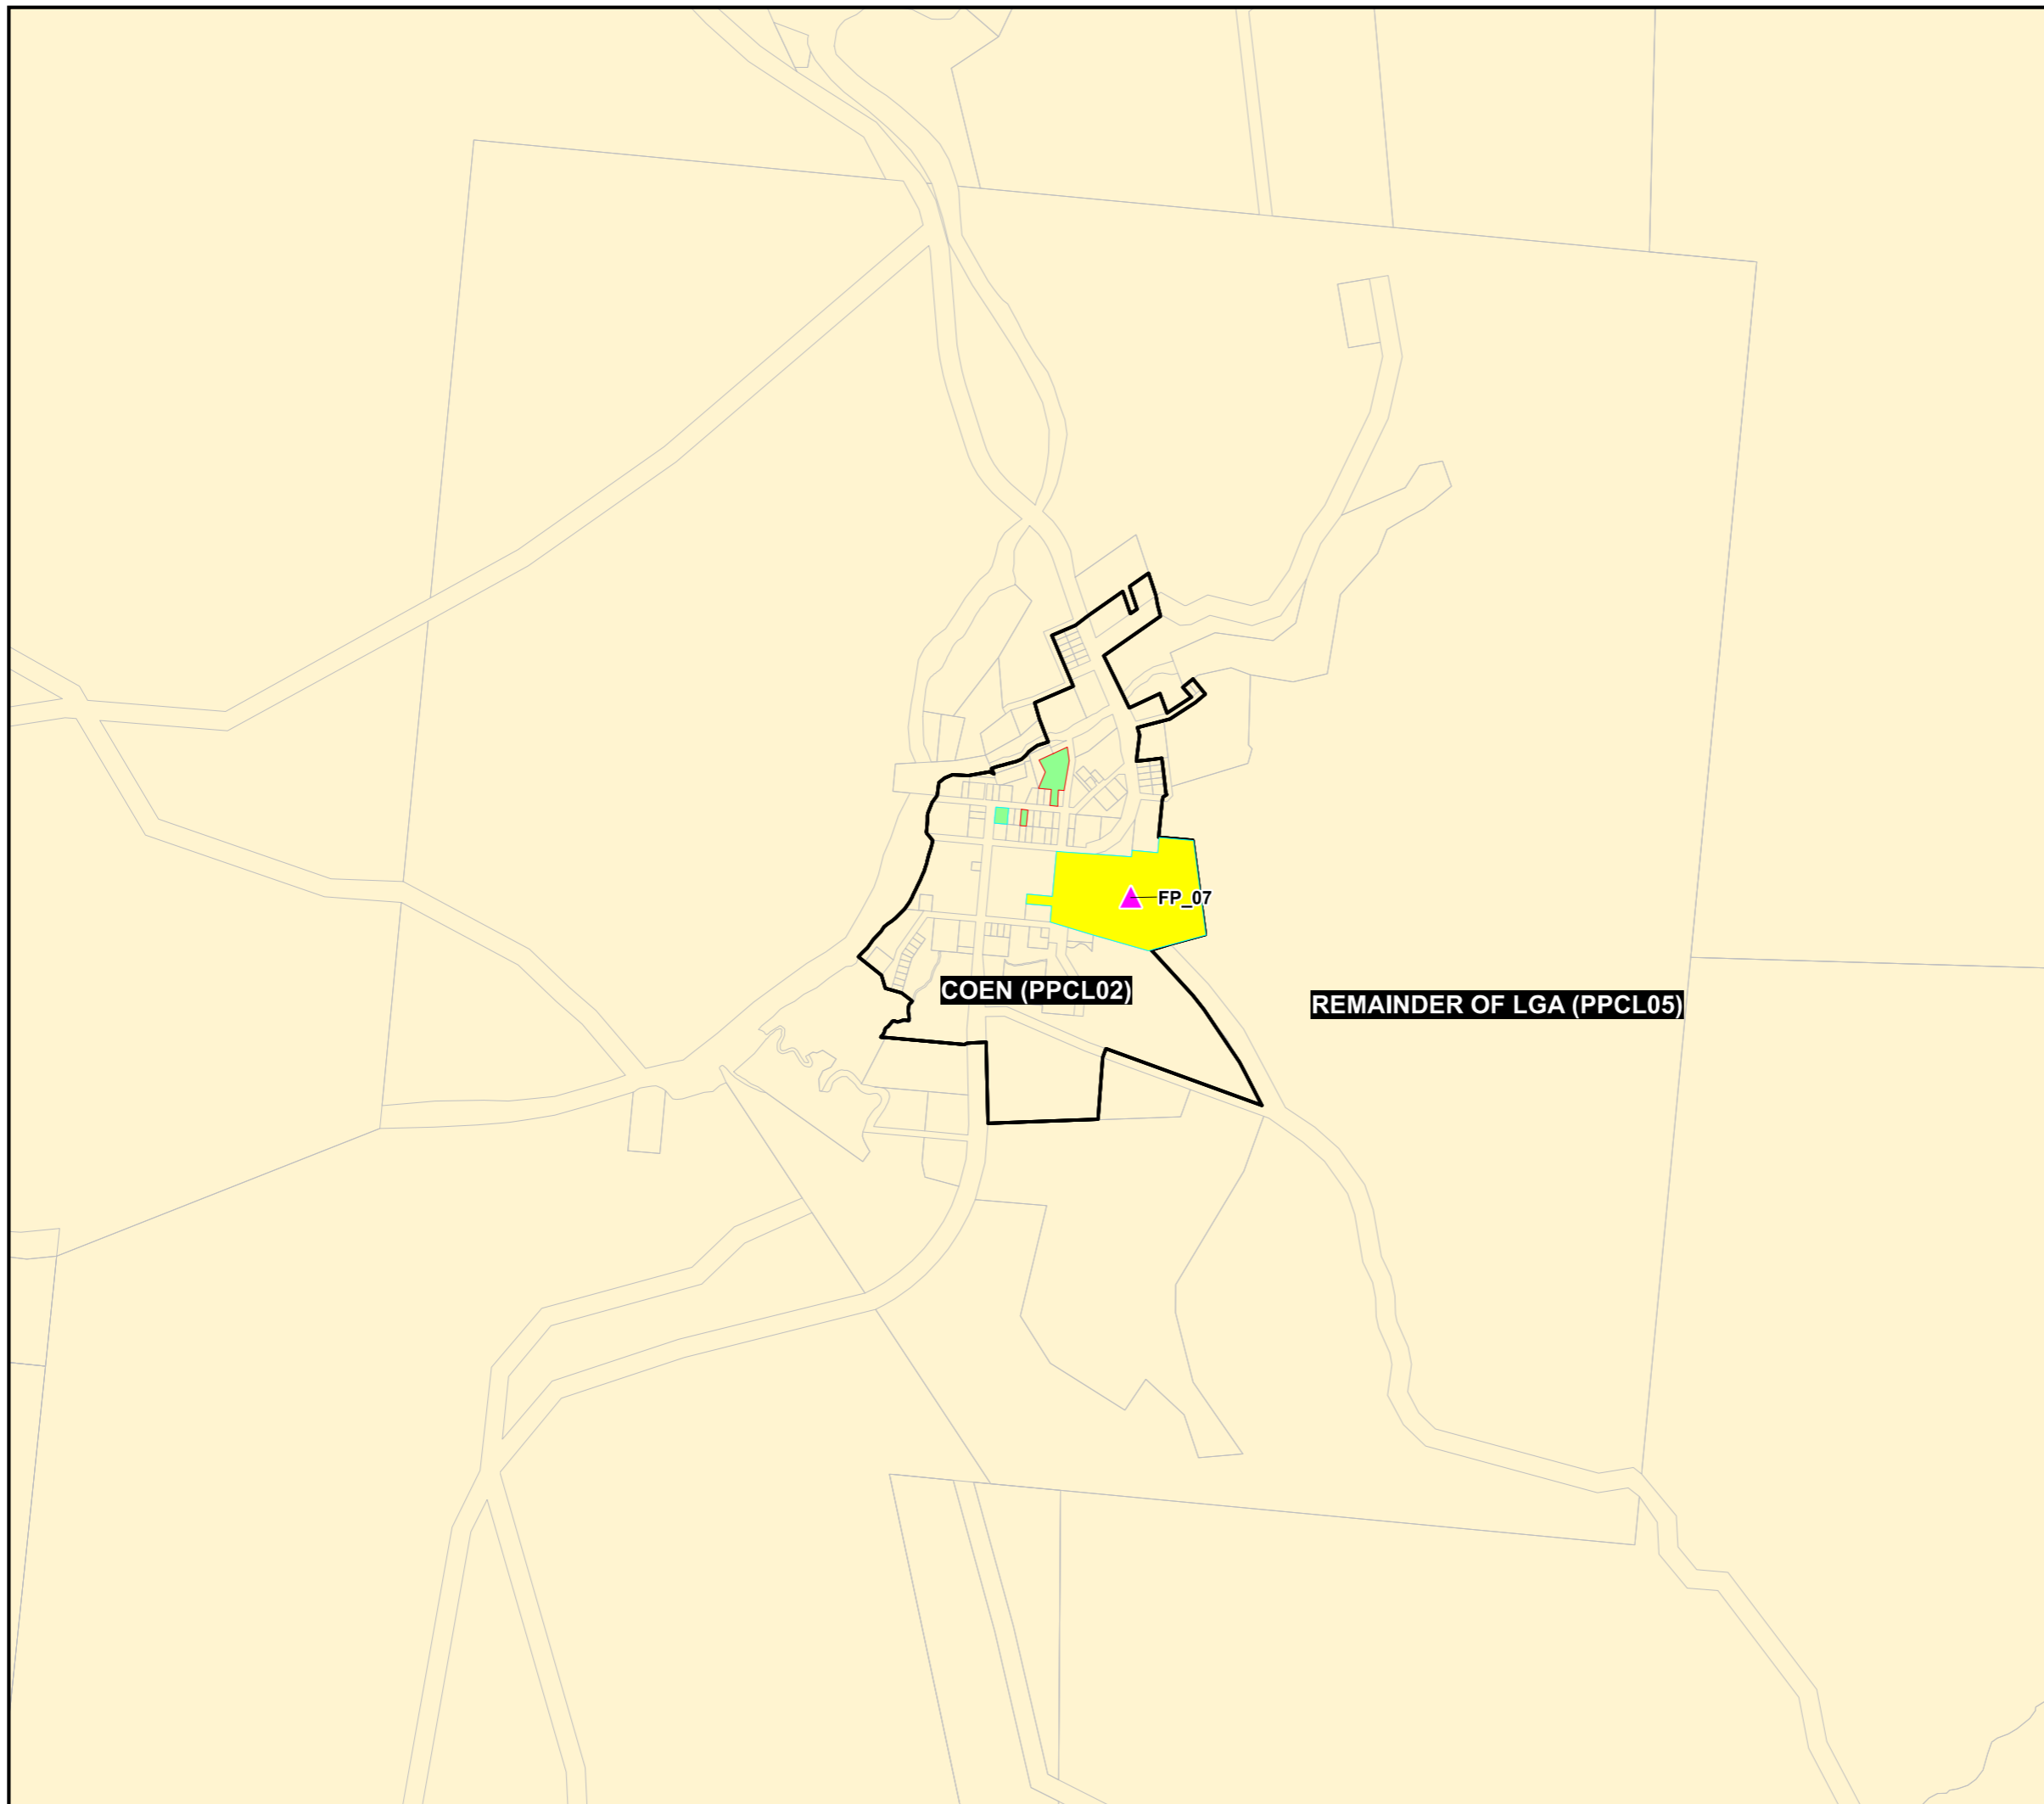 FP_07
COEN (PPCL02)
REMAINDER OF LGA (PPCL05)